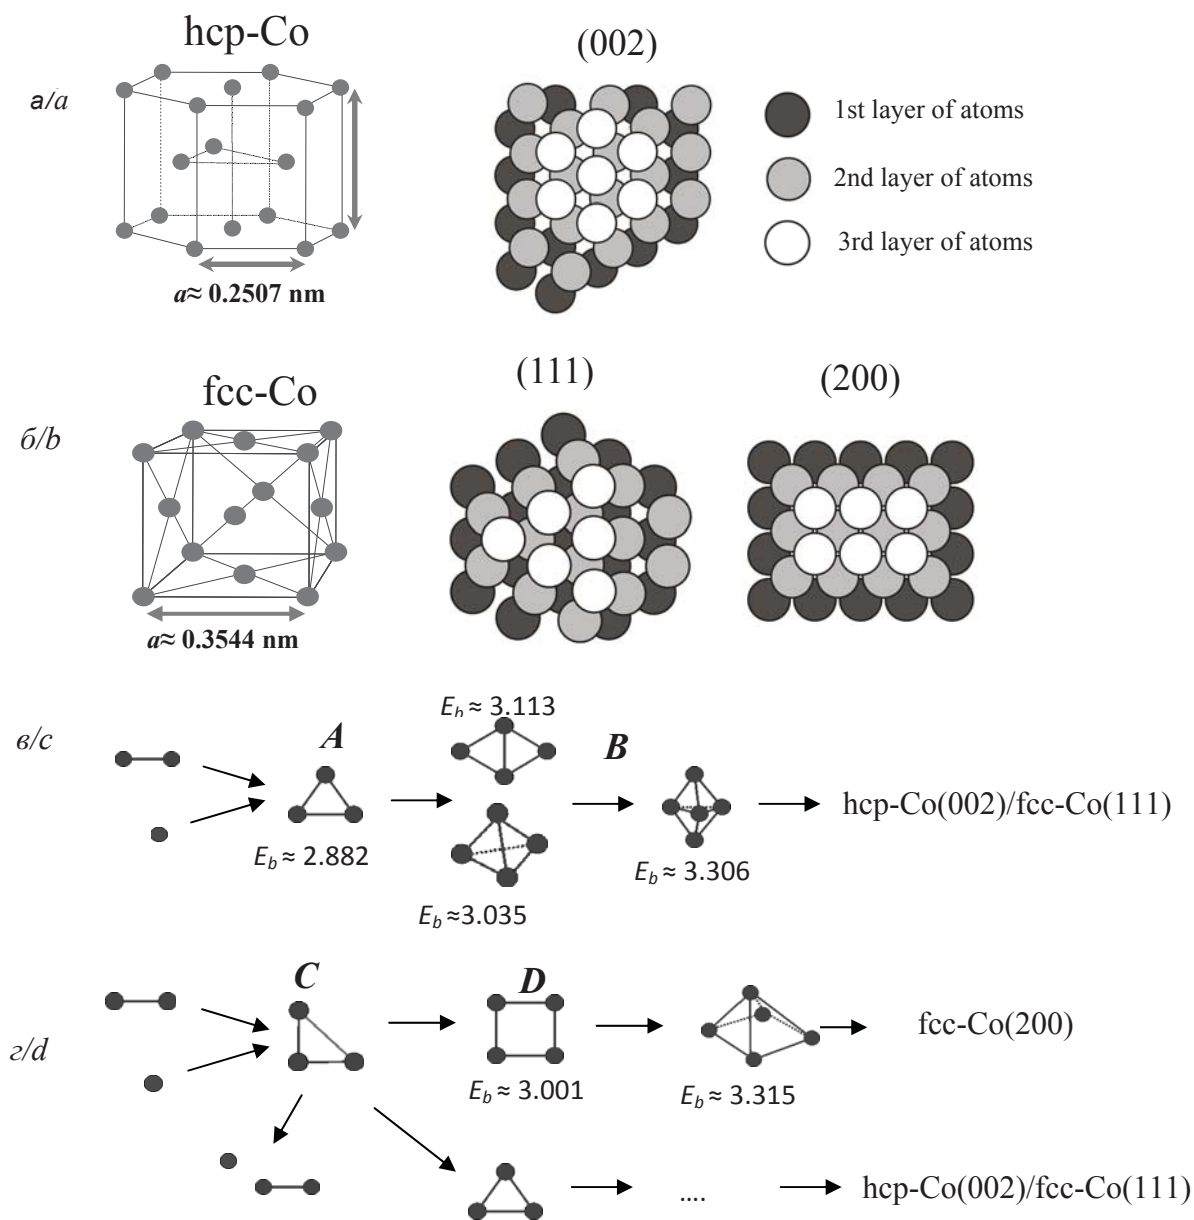 hcp-Co
(002)
а/a
1st layer of atoms
2nd layer of atoms
3rd layer of atoms
a≈ 0.2507 nm
fcc-Co
(111)
(200)
б/b
a≈ 0.3544 nm
в/c
A
E_b ≈ 3.113
B
hcp-Co(002)/fcc-Co(111)
E_b ≈ 2.882
E_b ≈ 3.306
E_b ≈3.035
C
D
fcc-Co(200)
г/d
E_b ≈ 3.001
E_b ≈ 3.315
....
hcp-Co(002)/fcc-Co(111)